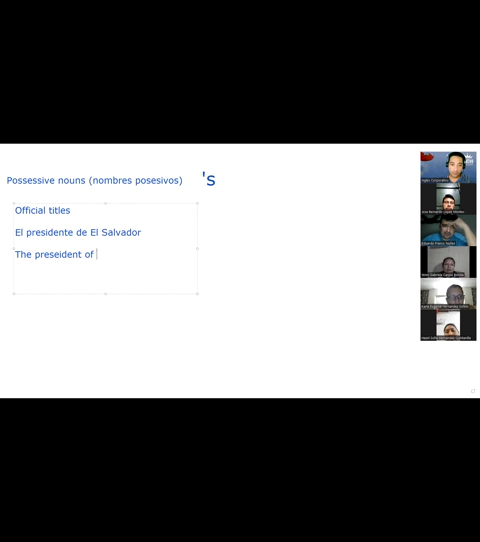 Possessive nouns (nombres posesivos) 's
Official titles
El presidente de El Salvador
The preseident of